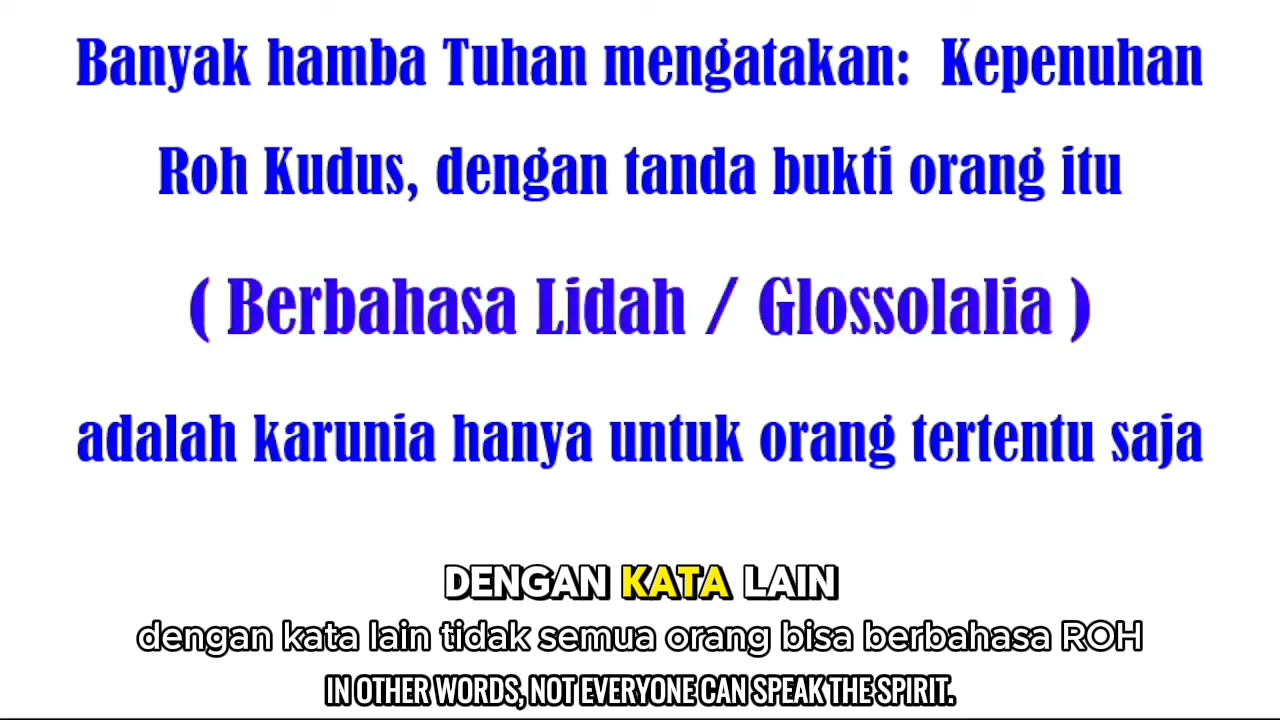 Banyak hamba Tuhan mengatakan: Kepenuhan
Roh Kudus, dengan tanda bukti orang itu
( Berbahasa Lidah / Glossolalia )
adalah karunia hanya untuk orang tertentu saja
DENGAN KATA LAIN
dengan kata lain tidak semua orang bisa berbahasa ROH
IN OTHER WORDS, NOT EVERYONE CAN SPEAK THE SPIRIT.